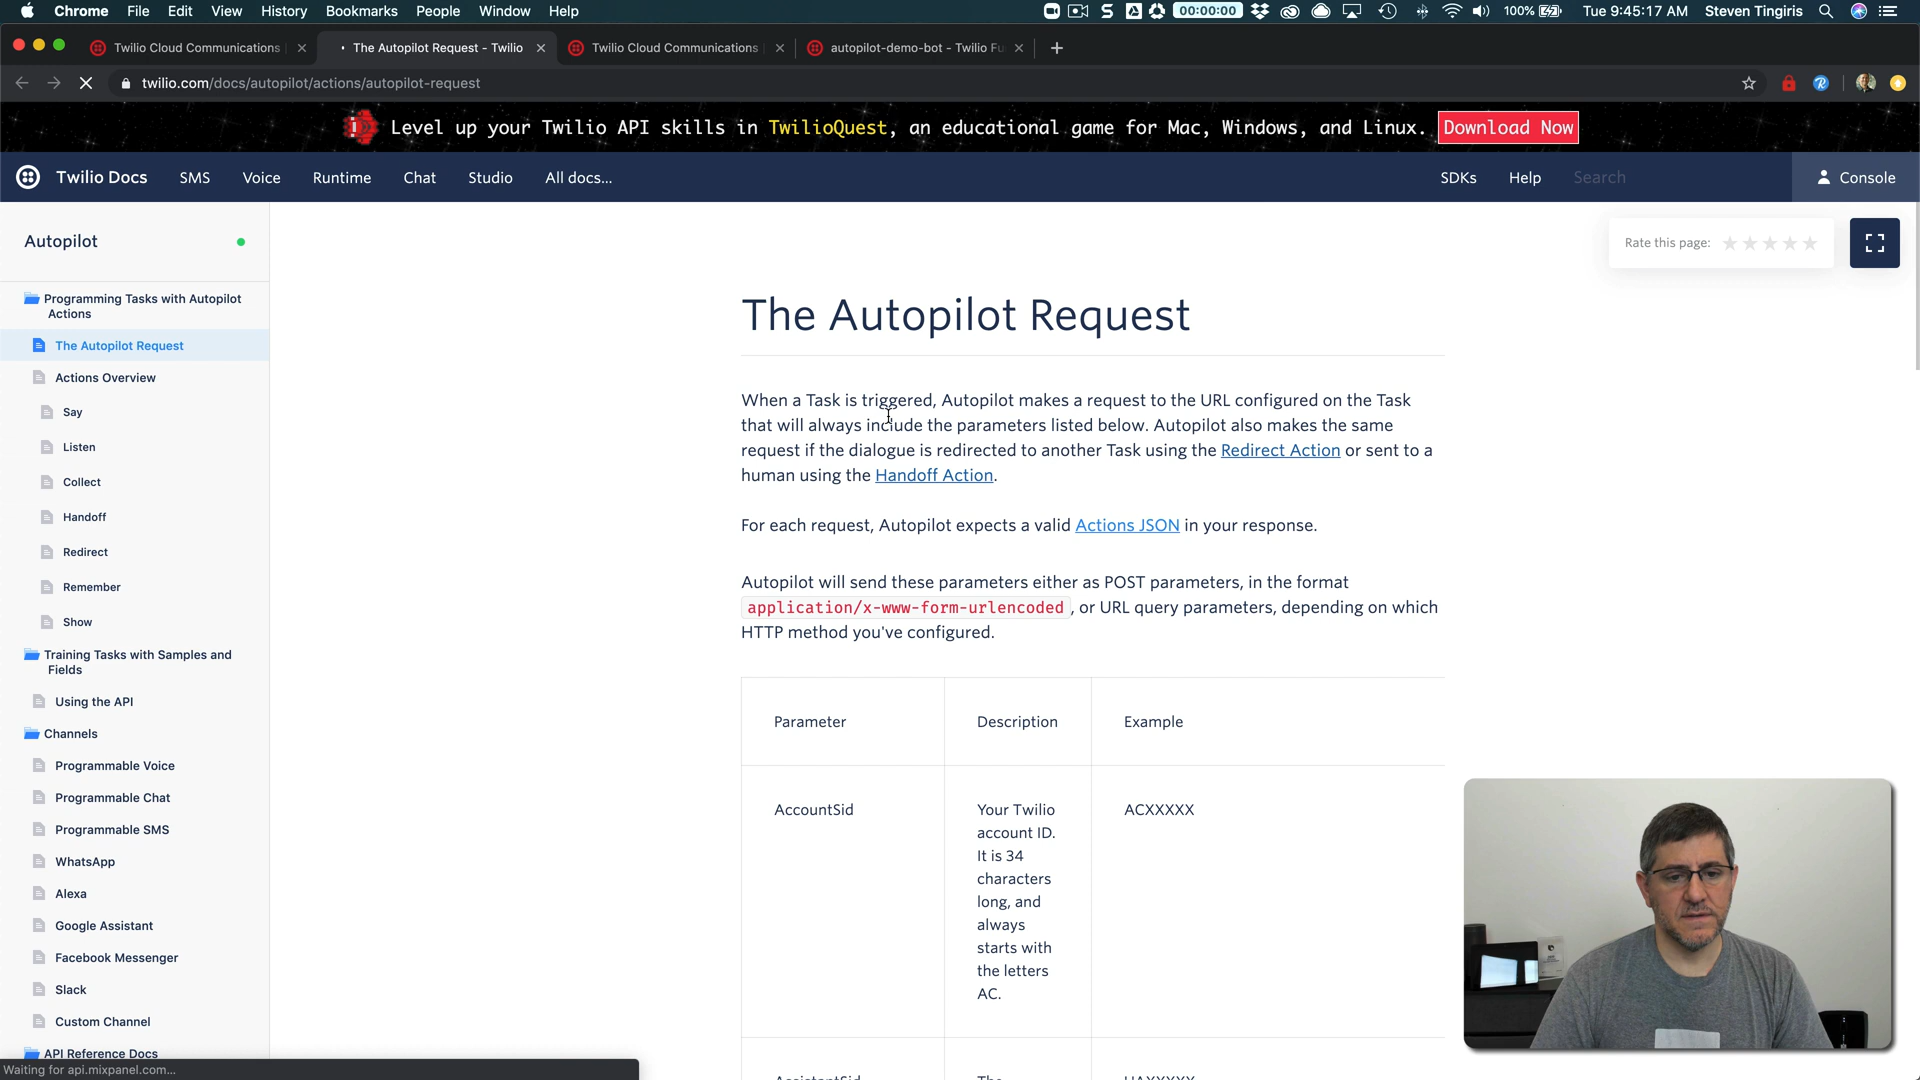 Chrome File Edit View History Bookmarks People Window Help 00:00:00 100% Tue 9:45:17 AM Steven Tingiris
Twilio Cloud Communications The Autopilot Request - Twilio Twilio Cloud Communications autopilot-demo-bot - Twilio Fu
twilio.com/docs/autopilot/actions/autopilot-request
Level up your Twilio API skills in TwilioQuest, an educational game for Mac, Windows, and Linux. Download Now
Twilio Docs SMS Voice Runtime Chat Studio All docs... SDKs Help Search Console
Autopilot
Programming Tasks with Autopilot
Actions
The Autopilot Request
Actions Overview
Say
Listen
Collect
Handoff
Redirect
Remember
Show
Training Tasks with Samples and
Fields
Using the API
Channels
Programmable Voice
Programmable Chat
Programmable SMS
WhatsApp
Alexa
Google Assistant
Facebook Messenger
Slack
Custom Channel
API Reference Docs
Waiting for api.mixpanel.com...
Rate this page:
The Autopilot Request
When a Task is triggered, Autopilot makes a request to the URL configured on the Task
that will always include the parameters listed below. Autopilot also makes the same
request if the dialogue is redirected to another Task using the Redirect Action or sent to a
human using the Handoff Action.
For each request, Autopilot expects a valid Actions JSON in your response.
Autopilot will send these parameters either as POST parameters, in the format
application/x-www-form-urlencoded, or URL query parameters, depending on which
HTTP method you've configured.
Parameter Description Example
AccountSid Your Twilio ACXXXXX
account ID.
It is 34
characters
long, and
always
starts with
the letters
AC.
AssistantSid The UAXXXXX